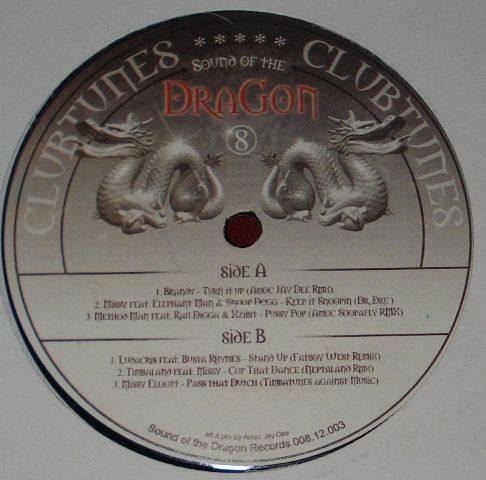 CLUBTUNES ***** CLUBTUNES
SOUND OF THE
DRAGON
8
SIDE A
1. BRANDY - TURN IT UP (AMOC JAY DEE RMX)
2. MISSY FEAT. ELEPHANT MAN & SNOOP DOGG - KEEP IT SNOOPIN (DR. DRE )
3. METHOD MAN FEAT. RAH DIGGA & XZIBIT - PUSSY POP (AMOC SOOPAFLY RMX)
SIDE B
1. LUDACRIS FEAT. BUSTA RHYMES - STAND UP (FATBOY WEST REMIX)
2. TIMBALAND FEAT. MISSY - COP THAT DANCE (NEPTALAND RMX)
3. MISSY ELLIOTT - PASS THAT DUTCH (TIMBATUNES AGAINST MUSIC)
art & pro by Amoc Jay Dee
Sound of the Dragon Records 008.12.003